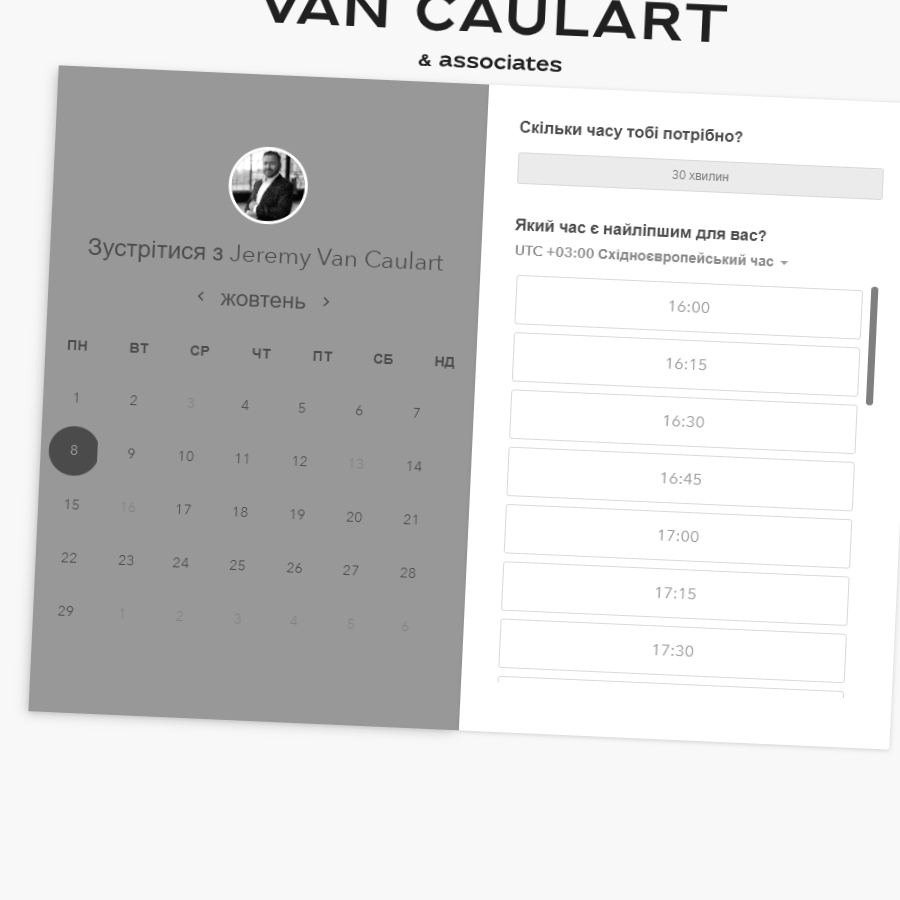 VAN CAULART
& associates
Зустрітися з Jeremy Van Caulart
жовтень
ПН ВТ СР ЧТ ПТ СБ НД
1 2 3 4 5 6 7
8 9 10 11 12 13 14
15 16 17 18 19 20 21
22 23 24 25 26 27 28
29 1 2 3 4 5 6
Скільки часу тобі потрібно?
30 хвилин
Який час є найліпшим для вас?
UTC +03:00 Східноєвропейський час
16:00
16:15
16:30
16:45
17:00
17:15
17:30